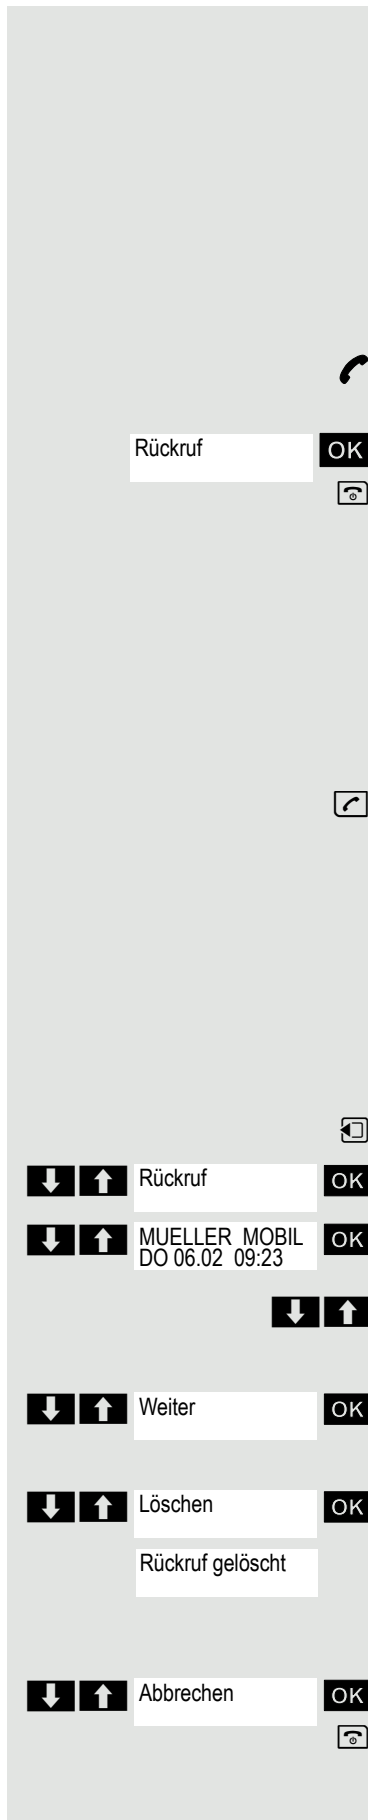 Rückruf OK
Rückruf OK
MUELLER MOBIL OK
DO 06.02 09:23
Weiter OK
Löschen OK
Rückruf gelöscht
Abbrechen OK